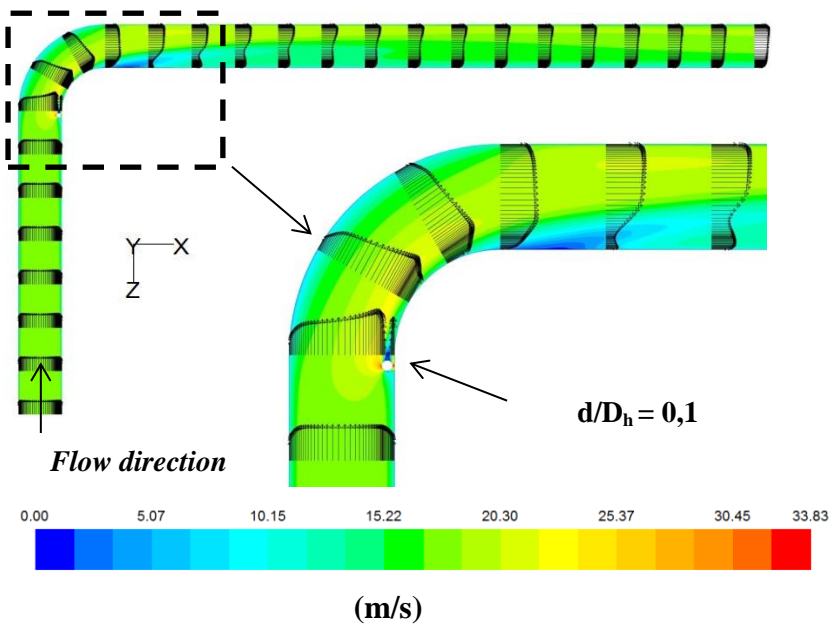 Y X
Z
d/Dₕ = 0,1
Flow direction
0.00 5.07 10.15 15.22 20.30 25.37 30.45 33.83
(m/s)